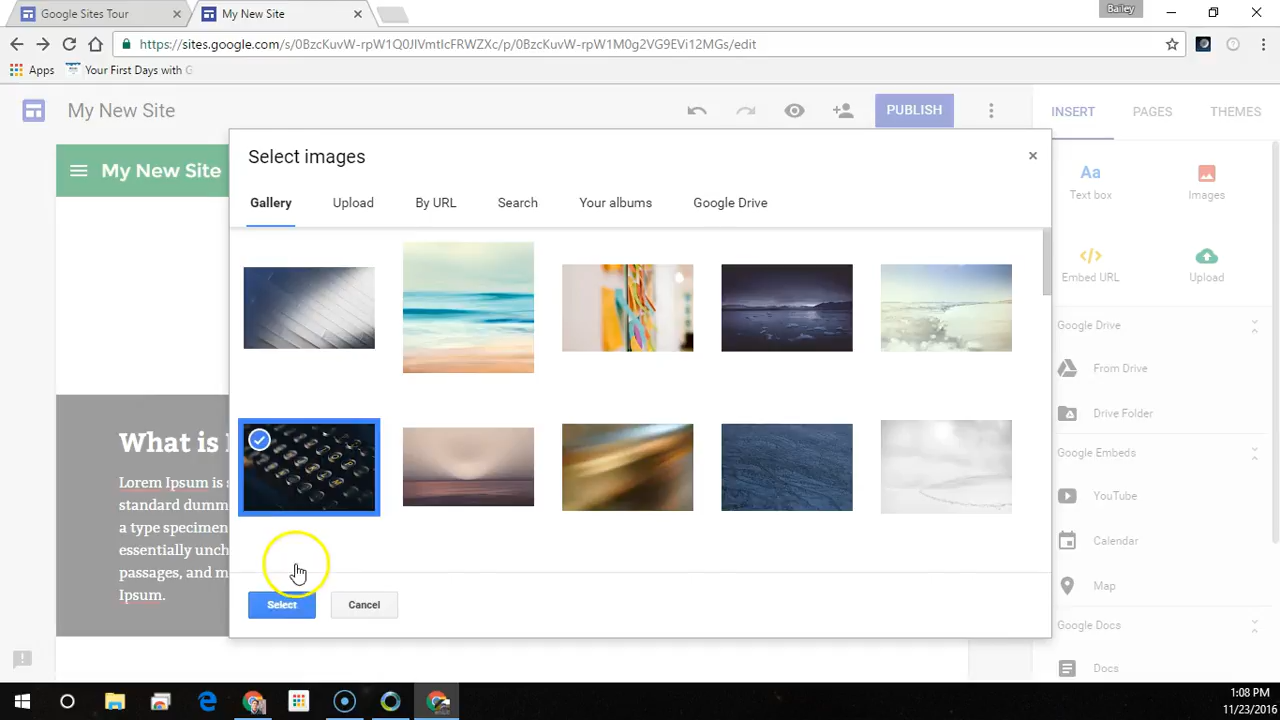 Google Sites Tour
My New Site
Bailey
https://sites.google.com/s/0BzcKuvW-rpW1Q0JIVmtIcFRWZXc/p/0BzcKuvW-rpW1M0g2VG9EVi12MGs/edit
Apps
Your First Days with G
My New Site
PUBLISH
INSERT
PAGES
THEMES
My New Site
Select images
Gallery
Upload
By URL
Search
Your albums
Google Drive
Aa
Text box
Images
</>
Embed URL
Upload
Google Drive
From Drive
Drive Folder
Google Embeds
YouTube
Calendar
Map
Google Docs
Docs
What is
Lorem Ipsum is s
standard dumm
a type specimen
essentially unch
passages, and m
Ipsum.
Select
Cancel
1:08 PM
11/23/2016